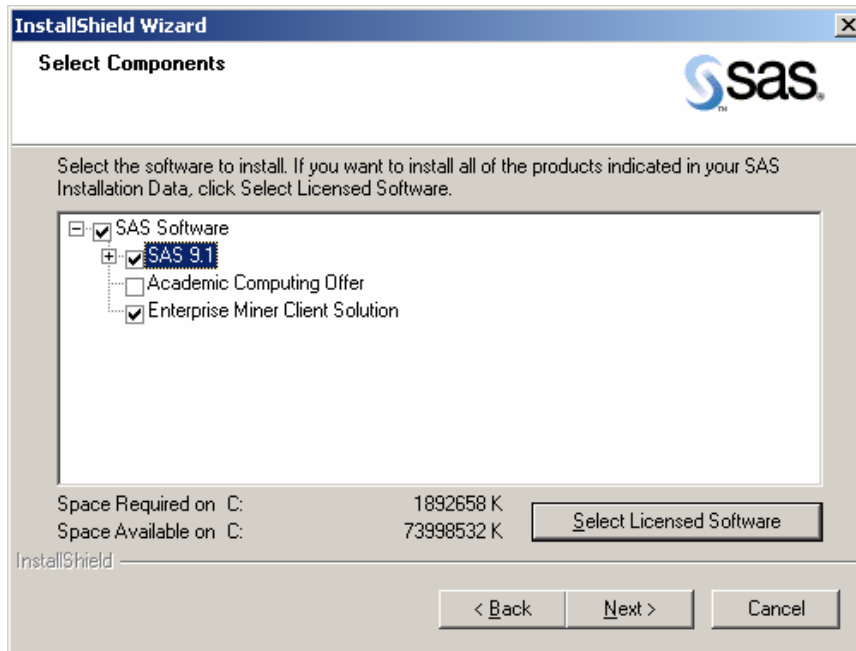 InstallShield Wizard
Select Components
sas.
TM
Select the software to install. If you want to install all of the products indicated in your SAS
Installation Data, click Select Licensed Software.
SAS Software
SAS 9.1
Academic Computing Offer
Enterprise Miner Client Solution
Space Required on C: 1892658 K
Space Available on C: 73998532 K
Select Licensed Software
InstallShield
< Back
Next >
Cancel